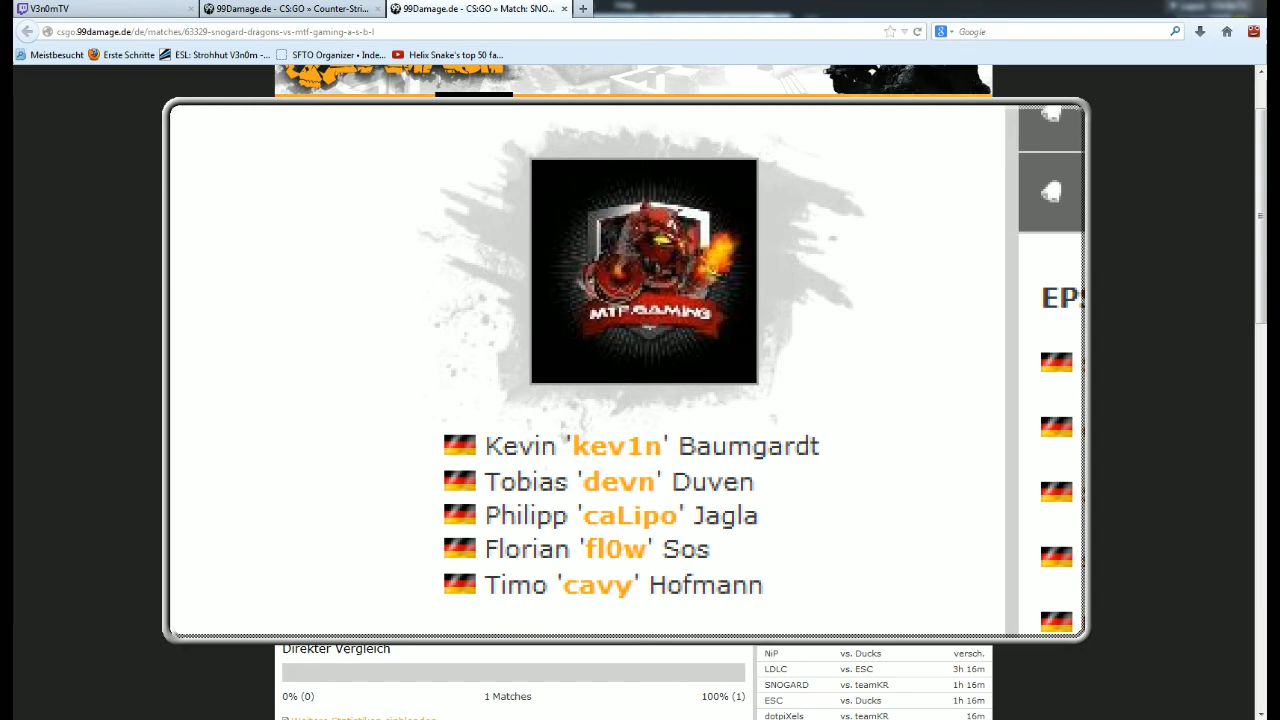 V3n0mTV
99Damage.de - CS:GO » Counter-Stri...
99Damage.de - CS:GO » Match: SNO...
csgo.99damage.de/de/matches/63329-snogard-dragons-vs-mtf-gaming-a-s-b-l
Google
Meistbesucht
Erste Schritte
ESL: Strohhut V3n0m -...
SFTO Organizer • Inde...
Helix Snake's top 50 fa...
MTF.GAMING
EPS
Kevin 'kev1n' Baumgardt
Tobias 'devn' Duven
Philipp 'caLipo' Jagla
Florian 'fl0w' Sos
Timo 'cavy' Hofmann
Direkter Vergleich
0% (0) 1 Matches 100% (1)
Weitere Statistiken einblenden
NiP vs. Ducks versch.
LDLC vs. ESC 3h 16m
SNOGARD vs. teamKR 1h 16m
ESC vs. Ducks 1h 16m
dotpiXels vs. teamKR 16m